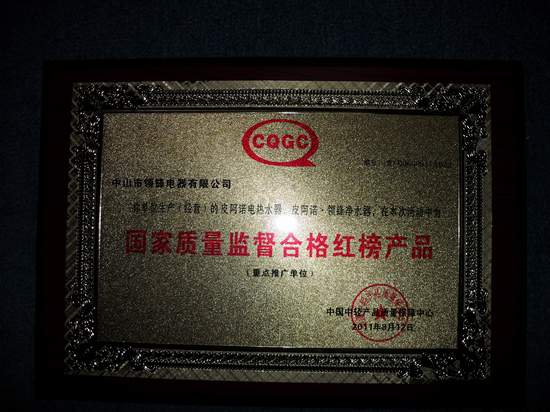 CQGC
中山市领锋电器有限公司
你单位生产（经营）的皮阿诺电热水器、皮阿诺·领锋净水器，在本次活动中为
国家质量监督合格红榜产品
（重点推广单位）
中国中轻产品质量保障中心
2011年8月12日